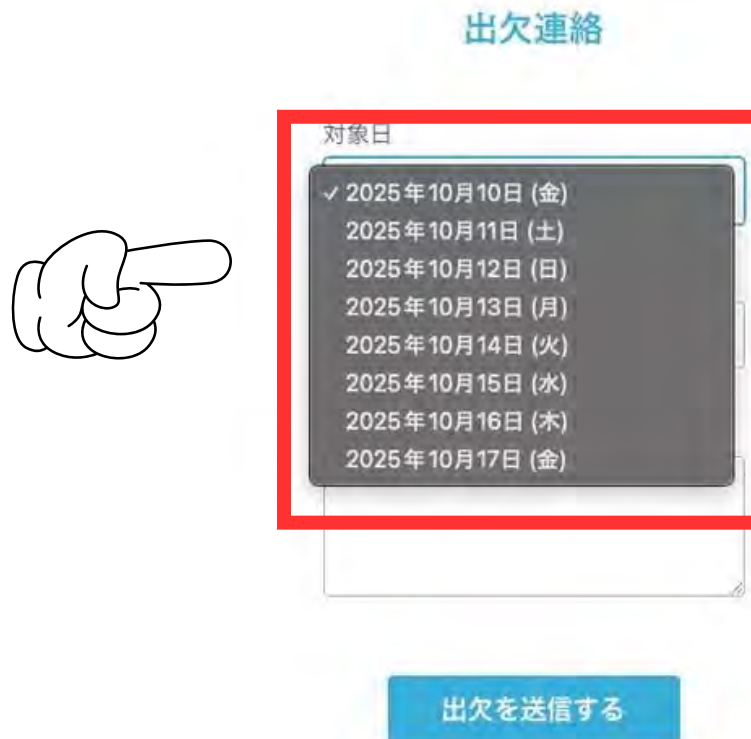 出欠連絡
対象日
✓ 2025年10月10日 (金)
2025年10月11日 (土)
2025年10月12日 (日)
2025年10月13日 (月)
2025年10月14日 (火)
2025年10月15日 (水)
2025年10月16日 (木)
2025年10月17日 (金)
出欠を送信する